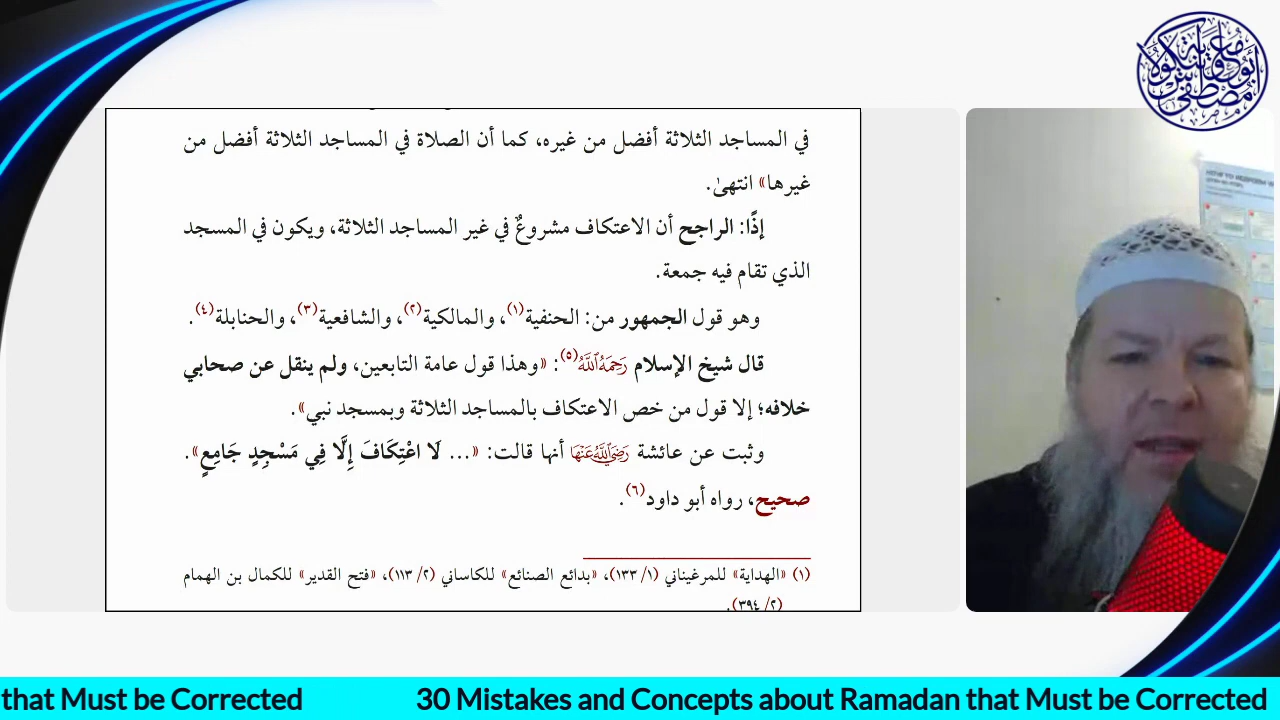 في المساجد الثلاثة أفضل من غيره، كما أن الصلاة في المساجد الثلاثة أفضل من
غيرها» انتهىٰ.
إذًا: الراجح أن الاعتكاف مشروعٌ في غير المساجد الثلاثة، ويكون في المسجد
الذي تقام فيه جمعة.
وهو قول الجمهور من: الحنفية(١)، والمالكية(٢)، والشافعية(٣)، والحنابلة(٤).
قال شيخ الإسلام رَحِمَهُ ٱللَّهُ(٥): «وهذا قول عامة التابعين، ولم ينقل عن صحابي
خلافه؛ إلا قول من خص الاعتكاف بالمساجد الثلاثة وبمسجد نبي».
وثبت عن عائشة رَضِيَ ٱللَّهُ عَنْهَا أنها قالت: «... لَا اعْتِكَافَ إِلَّا فِي مَسْجِدٍ جَامِعٍ».
صحيح، رواه أبو داود(٦).
(١) «الهداية» للمرغيناني (١/ ١٣٣)، «بدائع الصنائع» للكاساني (٢/ ١١٣)، «فتح القدير» للكمال بن الهمام
(٢/ ٣٩٤).
that Must be Corrected 30 Mistakes and Concepts about Ramadan that Must be Corrected